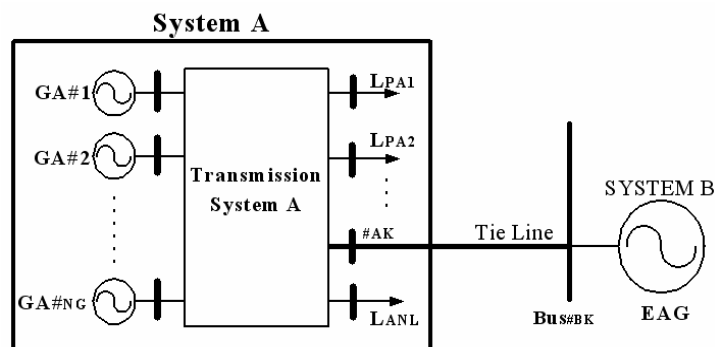 System A
GA#1
GA#2
GA#NG
Transmission
System A
LPA1
LPA2
#AK
LANL
Tie Line
Bus#BK
SYSTEM B
EAG